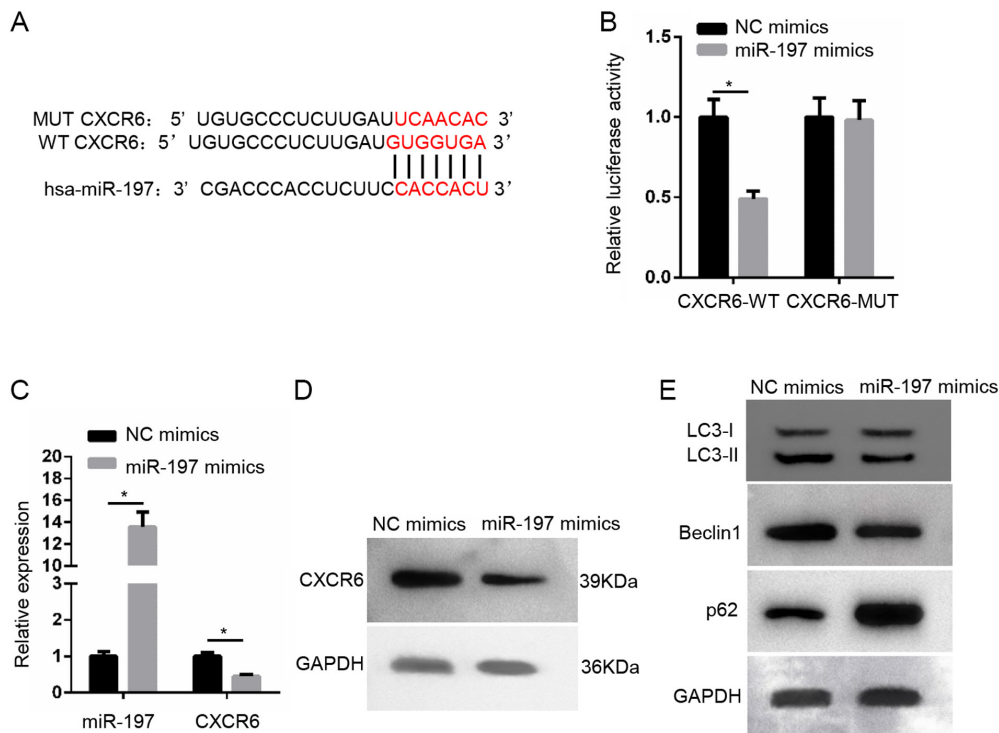 A
MUT CXCR6: 5’ UGUGCCCUCUUGAUUCAACAC 3’
WT CXCR6: 5’ UGUGCCCUCUUGAUGUGGUGA 3’
hsa-miR-197: 3’ CGACCCACCUCUUCCACCACU 3’
B
NC mimics
miR-197 mimics
Relative luciferase activity
1.5
1.0
0.5
0.0
*
CXCR6-WT CXCR6-MUT
C
NC mimics
miR-197 mimics
Relative expression
20
18
16
14
12
10
3
2
1
0
*
*
miR-197 CXCR6
D
NC mimics miR-197 mimics
CXCR6 39KDa
GAPDH 36KDa
E
NC mimics miR-197 mimics
LC3-I
LC3-II
Beclin1
p62
GAPDH